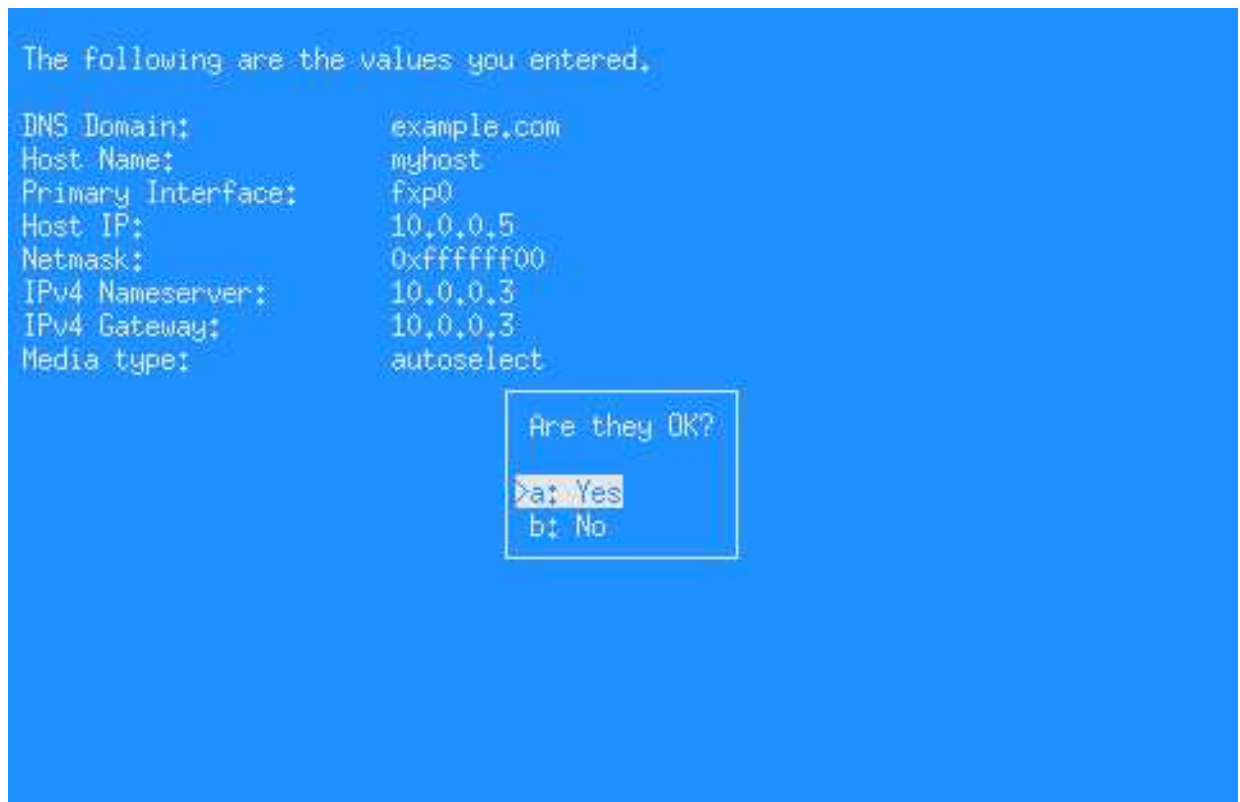 The following are the values you entered.
DNS Domain: example.com
Host Name: myhost
Primary Interface: fxp0
Host IP: 10.0.0.5
Netmask: 0xffffff00
IPv4 Nameserver: 10.0.0.3
IPv4 Gateway: 10.0.0.3
Media type: autoselect
Are they OK?
>a: Yes
b: No